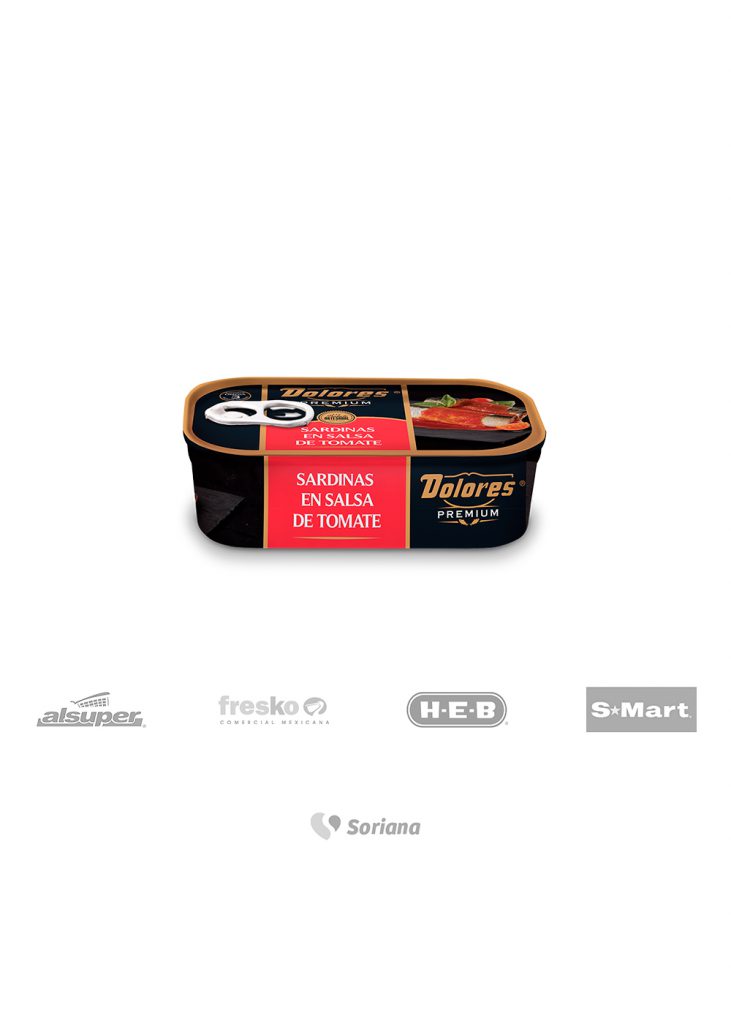 Dolores®
PREMIUM
SARDINAS
EN SALSA
DE TOMATE
SARDINAS
EN SALSA
DE TOMATE
Dolores®
PREMIUM
alsuper®
fresko
COMERCIAL MEXICANA
H-E-B®
S★Mart
Soriana